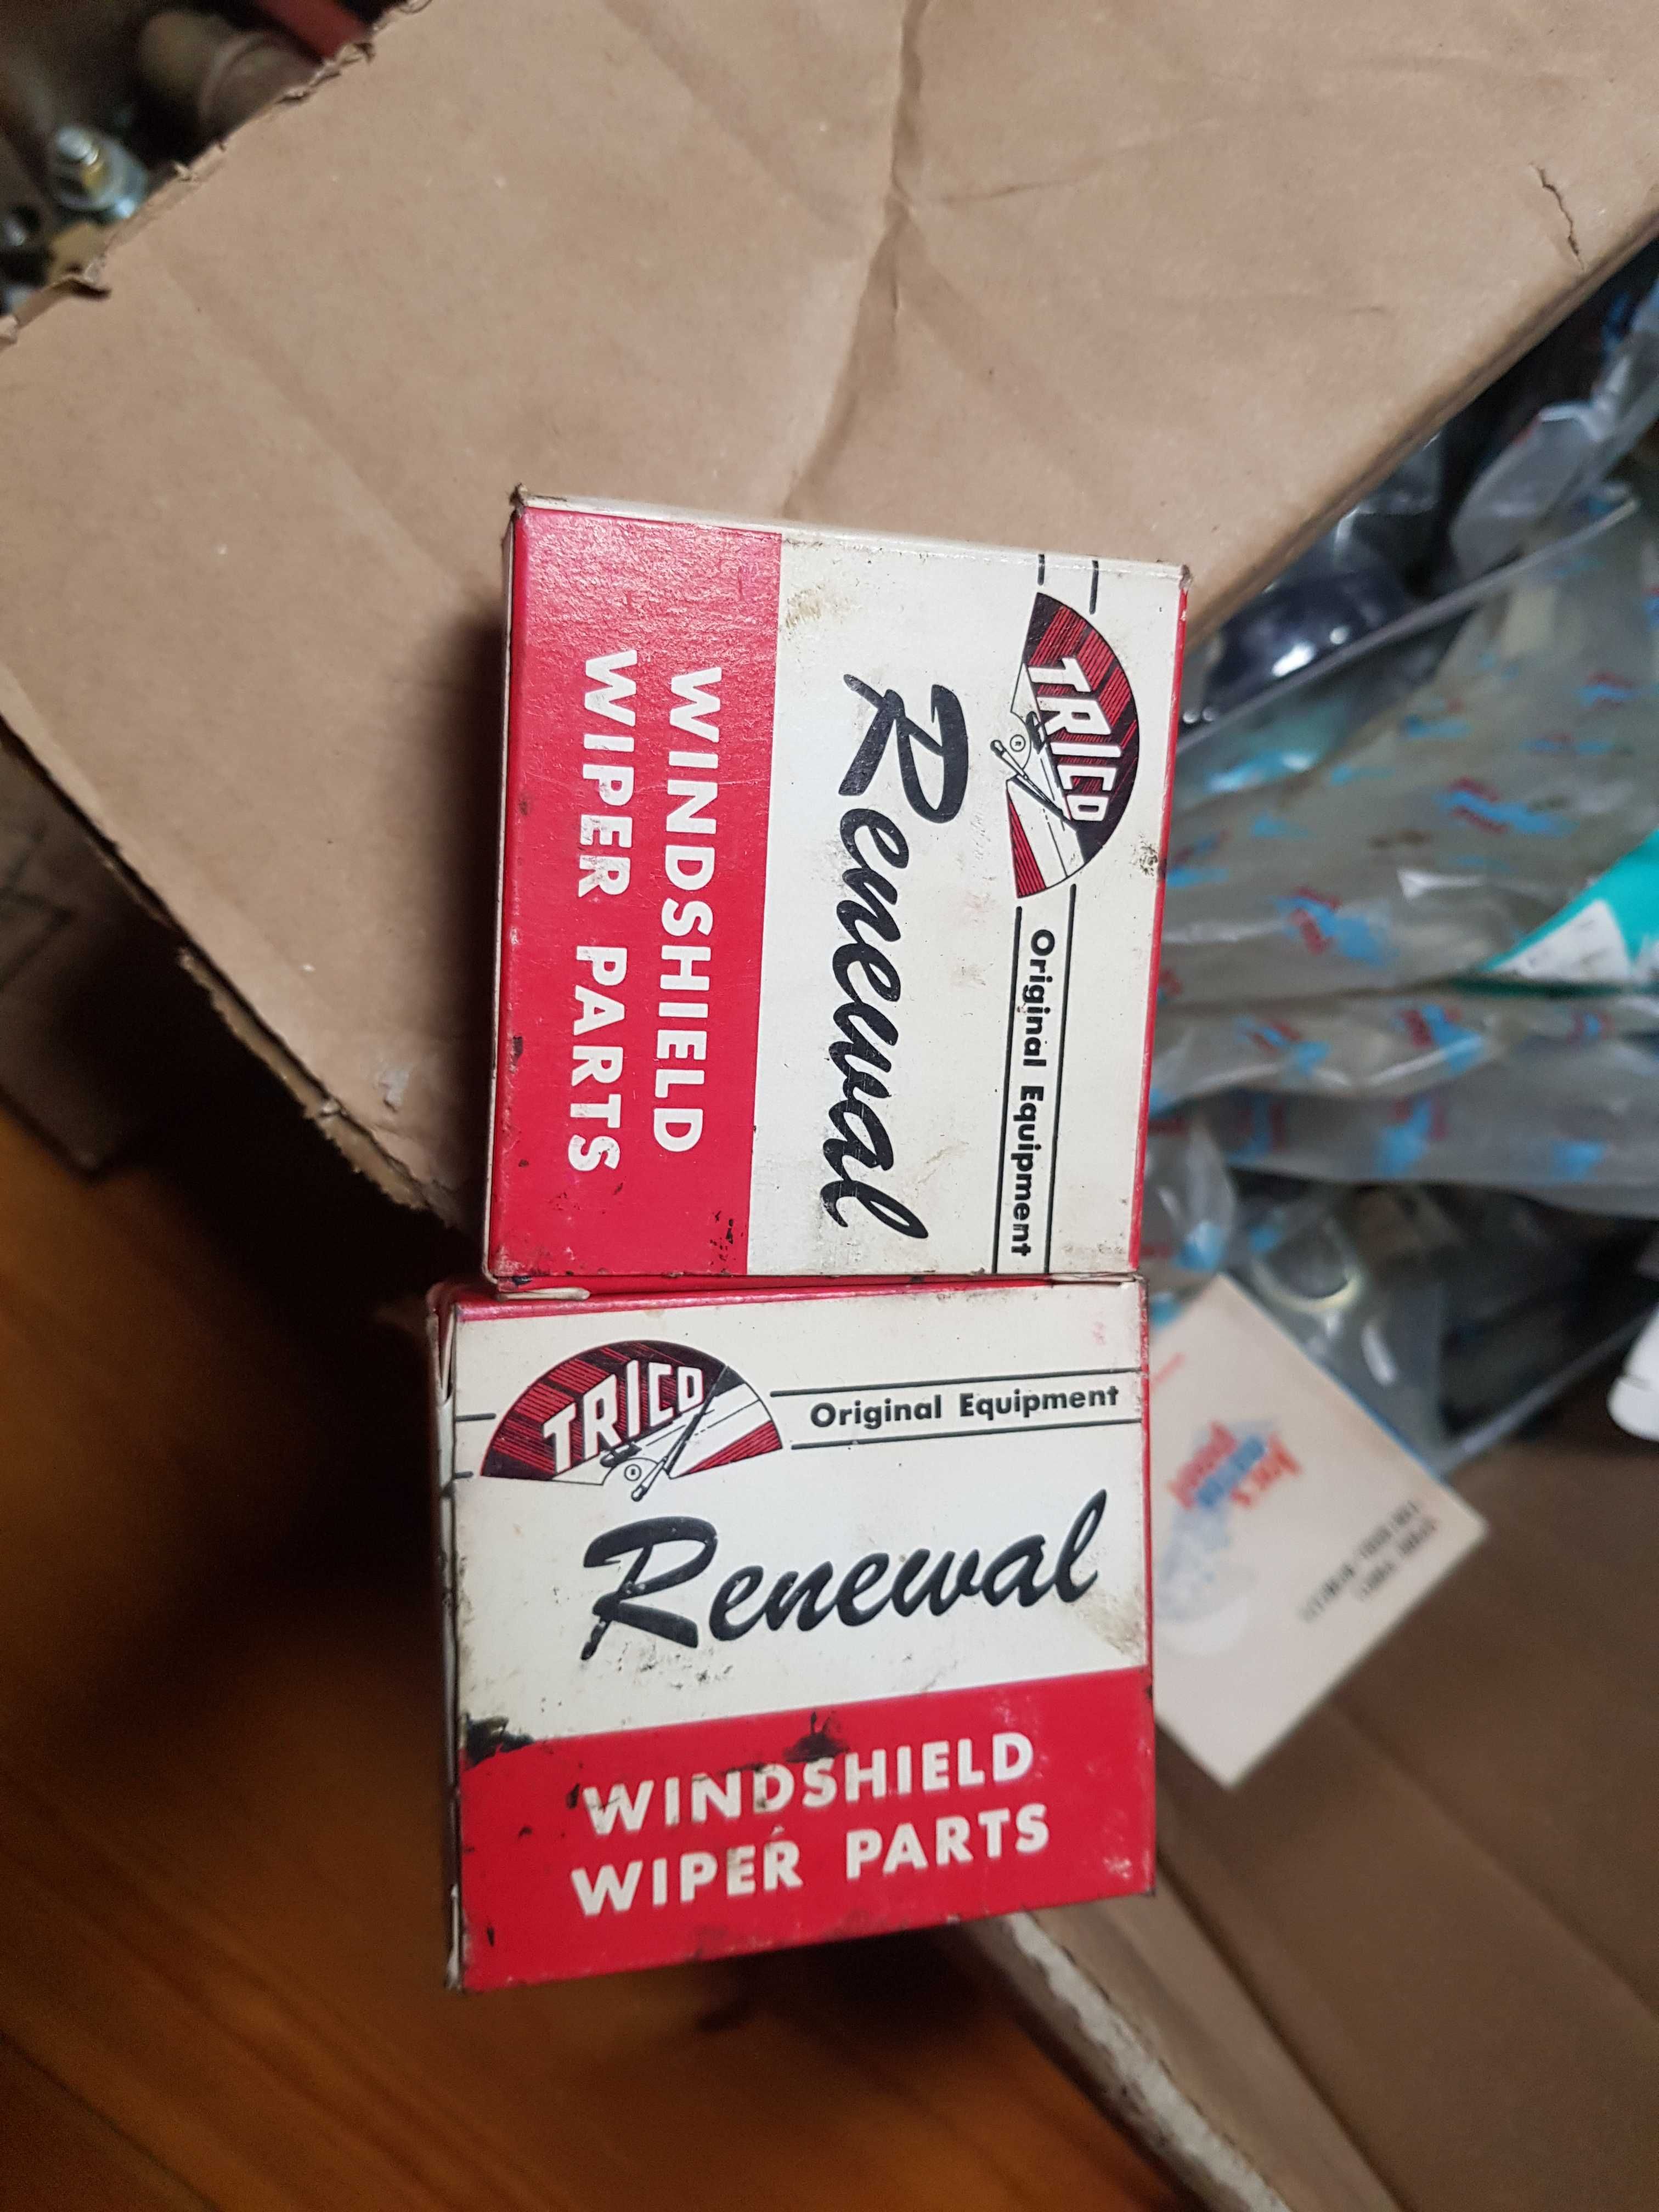 TRICO
Original Equipment
Renewal
WINDSHIELD
WIPER PARTS
TRICO
Original Equipment
Renewal
WINDSHIELD
WIPER PARTS